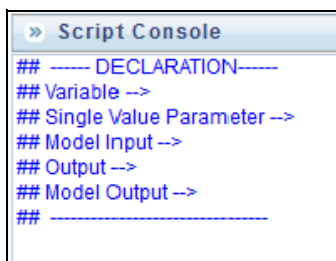 » Script Console
## ------ DECLARATION------
## Variable -->
## Single Value Parameter -->
## Model Input -->
## Output -->
## Model Output -->
## --------------------------------